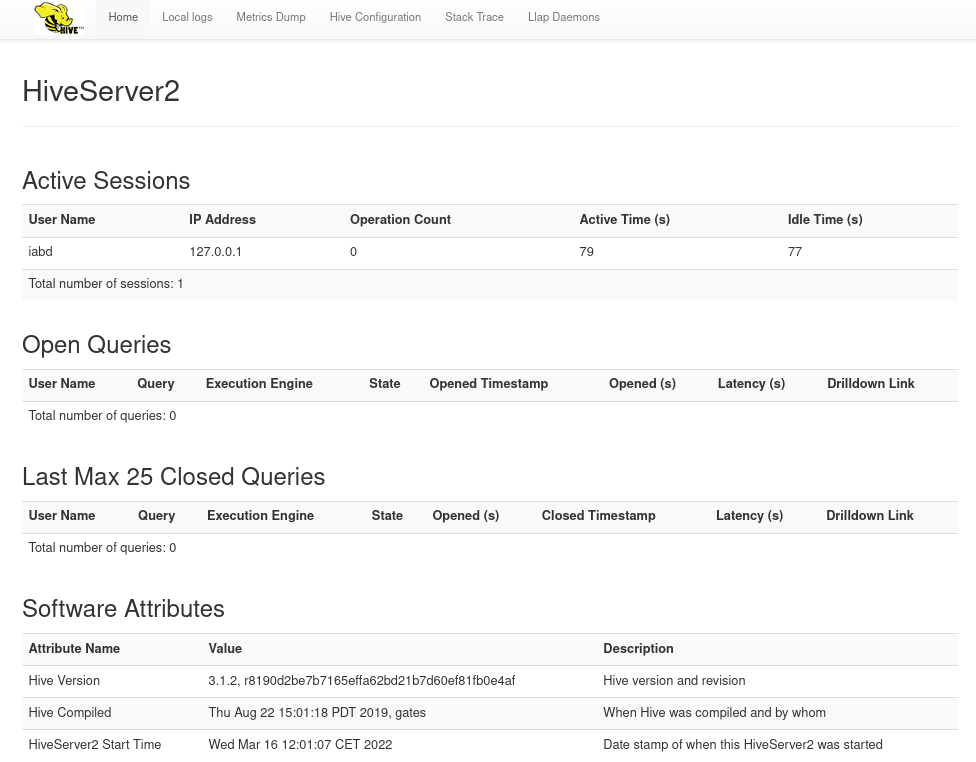 HIVE
Home Local logs Metrics Dump Hive Configuration Stack Trace Llap Daemons
HiveServer2
Active Sessions
User Name IP Address Operation Count Active Time (s) Idle Time (s)
iabd 127.0.0.1 0 79 77
Total number of sessions: 1
Open Queries
User Name Query Execution Engine State Opened Timestamp Opened (s) Latency (s) Drilldown Link
Total number of queries: 0
Last Max 25 Closed Queries
User Name Query Execution Engine State Opened (s) Closed Timestamp Latency (s) Drilldown Link
Total number of queries: 0
Software Attributes
Attribute Name Value Description
Hive Version 3.1.2, r8190d2be7b7165effa62bd21b7d60ef81fb0e4af Hive version and revision
Hive Compiled Thu Aug 22 15:01:18 PDT 2019, gates When Hive was compiled and by whom
HiveServer2 Start Time Wed Mar 16 12:01:07 CET 2022 Date stamp of when this HiveServer2 was started